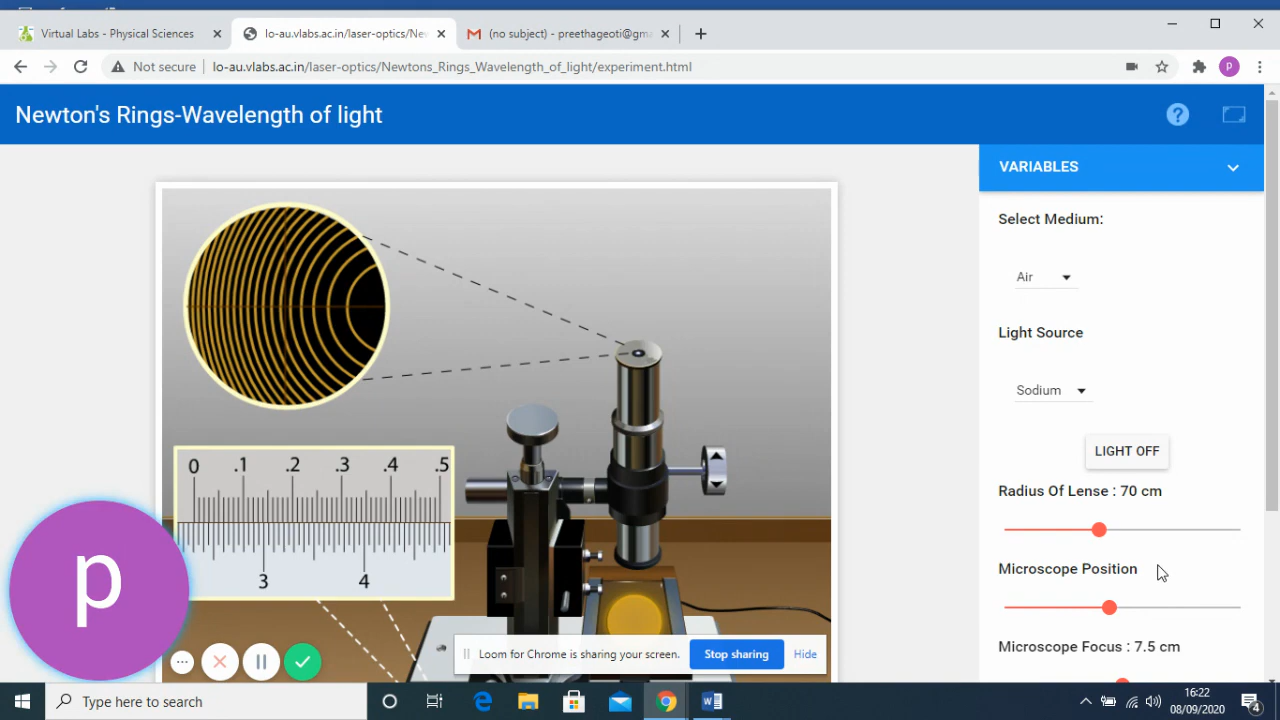 Virtual Labs - Physical Sciences
lo-au.vlabs.ac.in/laser-optics/Nev
(no subject) - preethageoti@gma
Not secure
lo-au.vlabs.ac.in/laser-optics/Newtons_Rings_Wavelength_of_light/experiment.html
p
Newton's Rings-Wavelength of light
?
VARIABLES
Select Medium:
Air
Light Source
Sodium
LIGHT OFF
Radius Of Lense : 70 cm
Microscope Position
Microscope Focus : 7.5 cm
0 .1 .2 .3 .4 .5
3 4
p
Loom for Chrome is sharing your screen.
Stop sharing
Hide
Type here to search
16:22
08/09/2020
4